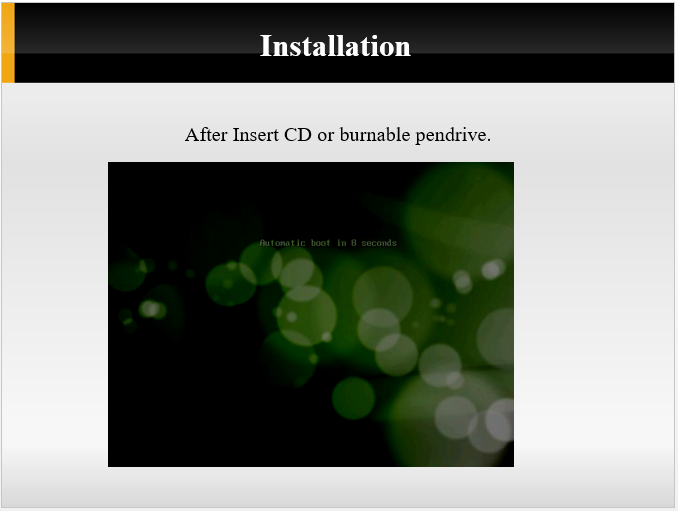 Installation
After Insert CD or burnable pendrive.
Automatic boot in 8 seconds